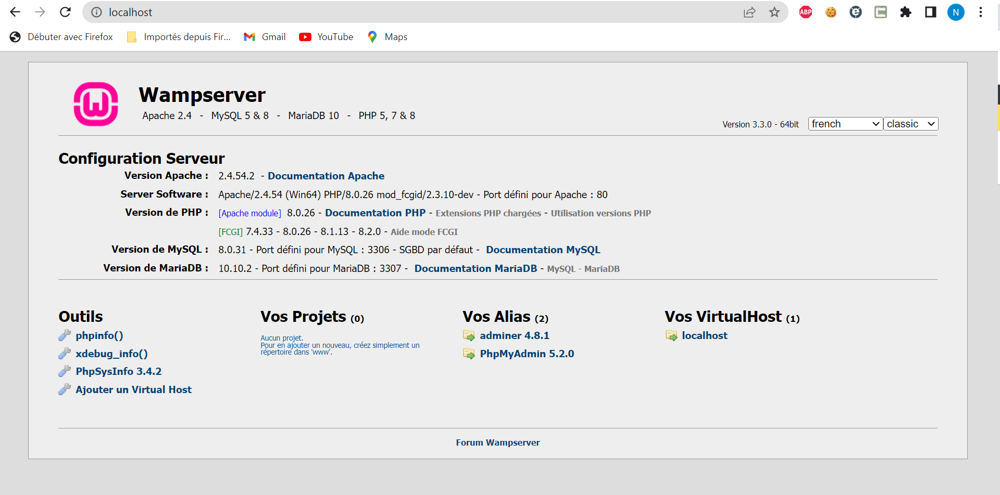 localhost
ABP
N
Débuter avec Firefox
Importés depuis Fir...
Gmail
YouTube
Maps
W
Wampserver
Apache 2.4 - MySQL 5 & 8 - MariaDB 10 - PHP 5, 7 & 8
Version 3.3.0 - 64bit french classic
Configuration Serveur
Version Apache : 2.4.54.2 - Documentation Apache
Server Software : Apache/2.4.54 (Win64) PHP/8.0.26 mod_fcgid/2.3.10-dev - Port défini pour Apache : 80
Version de PHP : [Apache module] 8.0.26 - Documentation PHP - Extensions PHP chargées - Utilisation versions PHP
[FCGI] 7.4.33 - 8.0.26 - 8.1.13 - 8.2.0 - Aide mode FCGI
Version de MySQL : 8.0.31 - Port défini pour MySQL : 3306 - SGBD par défaut - Documentation MySQL
Version de MariaDB : 10.10.2 - Port défini pour MariaDB : 3307 - Documentation MariaDB - MySQL - MariaDB
Outils
phpinfo()
xdebug_info()
PhpSysInfo 3.4.2
Ajouter un Virtual Host
Vos Projets (0)
Aucun projet.
Pour en ajouter un nouveau, créez simplement un
répertoire dans 'www'.
Vos Alias (2)
adminer 4.8.1
PhpMyAdmin 5.2.0
Vos VirtualHost (1)
localhost
Forum Wampserver